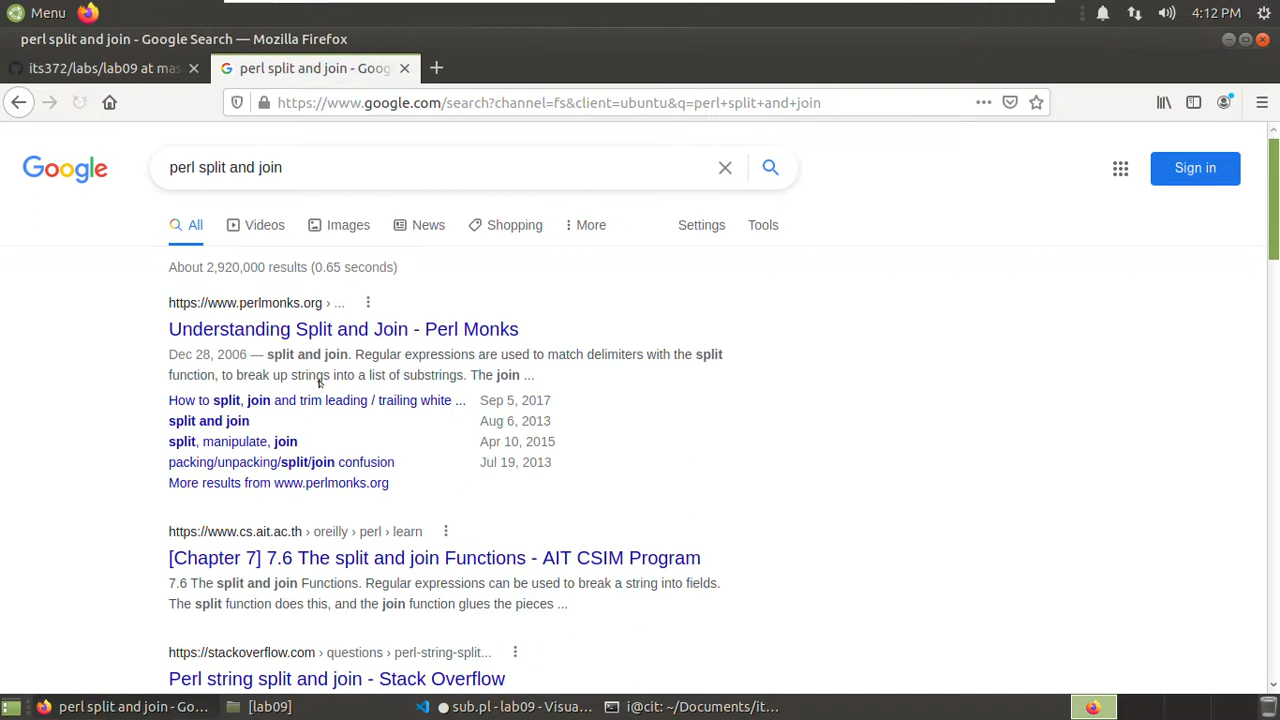 Menu
4:12 PM
perl split and join - Google Search — Mozilla Firefox
its372/labs/lab09 at mas
perl split and join - Goog
https://www.google.com/search?channel=fs&client=ubuntu&q=perl+split+and+join
Google
perl split and join
Sign in
All
Videos
Images
News
Shopping
More
Settings
Tools
About 2,920,000 results (0.65 seconds)
https://www.perlmonks.org › ...
Understanding Split and Join - Perl Monks
Dec 28, 2006 — split and join. Regular expressions are used to match delimiters with the split
function, to break up strings into a list of substrings. The join ...
How to split, join and trim leading / trailing white ... Sep 5, 2017
split and join Aug 6, 2013
split, manipulate, join Apr 10, 2015
packing/unpacking/split/join confusion Jul 19, 2013
More results from www.perlmonks.org
https://www.cs.ait.ac.th › oreilly › perl › learn
[Chapter 7] 7.6 The split and join Functions - AIT CSIM Program
7.6 The split and join Functions. Regular expressions can be used to break a string into fields.
The split function does this, and the join function glues the pieces ...
https://stackoverflow.com › questions › perl-string-split...
Perl string split and join - Stack Overflow
perl split and join - Go...
[lab09]
● sub.pl - lab09 - Visua...
i@cit: ~/Documents/it...